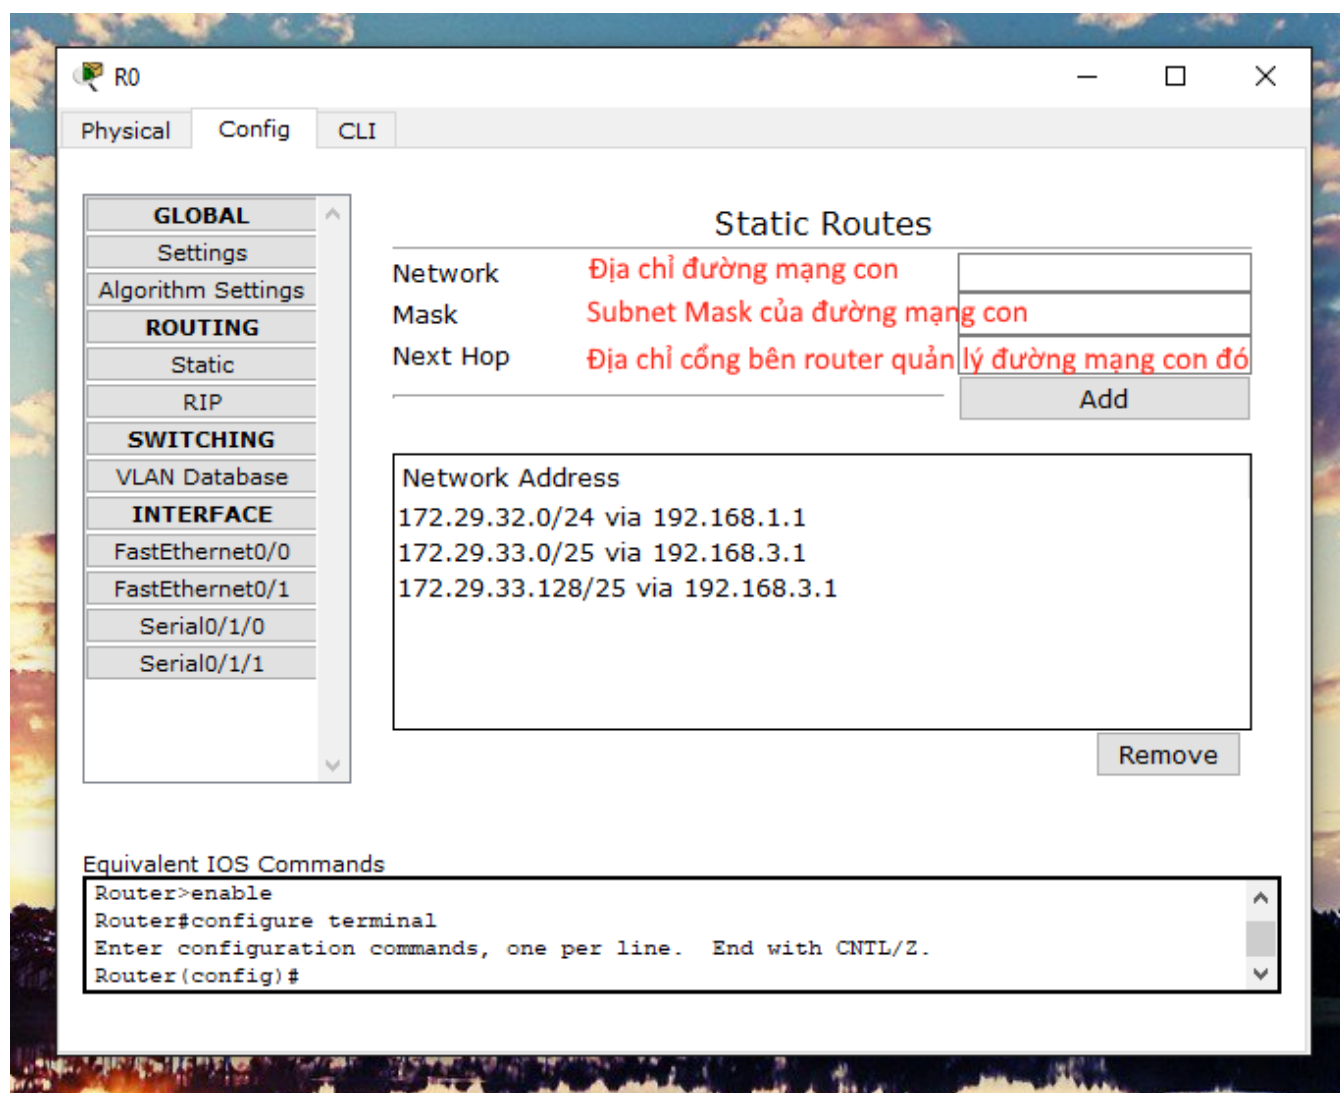 R0
Physical Config CLI
GLOBAL
Settings
Algorithm Settings
ROUTING
Static
RIP
SWITCHING
VLAN Database
INTERFACE
FastEthernet0/0
FastEthernet0/1
Serial0/1/0
Serial0/1/1
Static Routes
Network Địa chỉ đường mạng con
Mask Subnet Mask của đường mạng con
Next Hop Địa chỉ cổng bên router quản lý đường mạng con đó
Add
Network Address
172.29.32.0/24 via 192.168.1.1
172.29.33.0/25 via 192.168.3.1
172.29.33.128/25 via 192.168.3.1
Remove
Equivalent IOS Commands
Router>enable
Router#configure terminal
Enter configuration commands, one per line. End with CNTL/Z.
Router(config)#